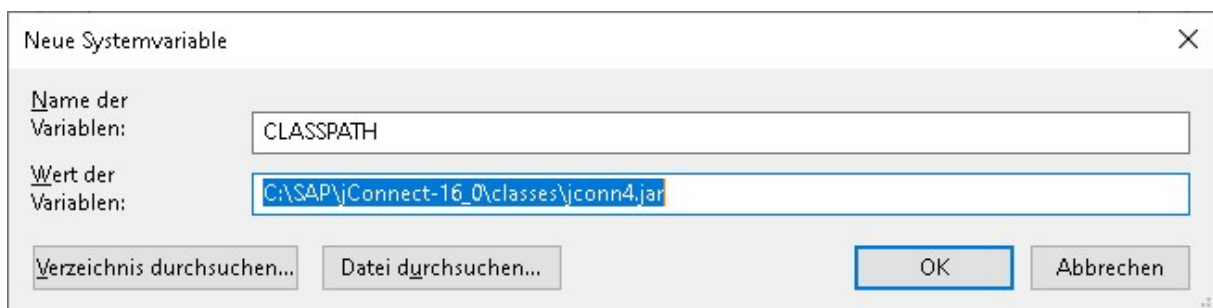 Neue Systemvariable
Name der
Variablen:
CLASSPATH
Wert der
Variablen:
C:\SAP\jConnect-16_0\classes\jconn4.jar
Verzeichnis durchsuchen...
Datei durchsuchen...
OK
Abbrechen